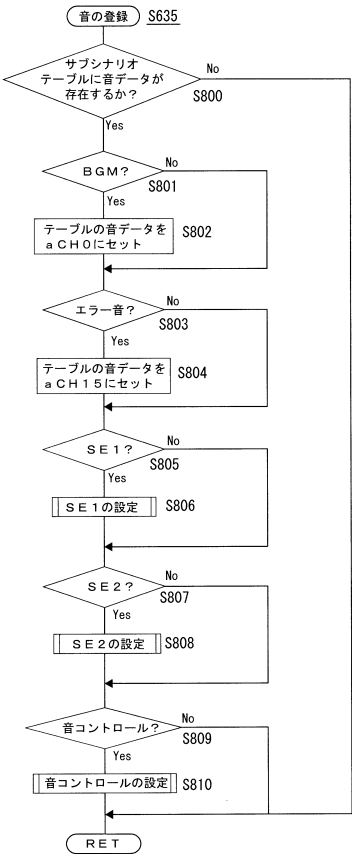 音の登録 S635
サブシナリオ
テーブルに音データが
存在するか？
No
S800
Yes
BGM？
No
S801
Yes
テーブルの音データを
aCH0にセット
S802
エラー音？
No
S803
Yes
テーブルの音データを
aCH15にセット
S804
SE1？
No
S805
Yes
SE1の設定
S806
SE2？
No
S807
Yes
SE2の設定
S808
音コントロール？
No
S809
Yes
音コントロールの設定
S810
RET